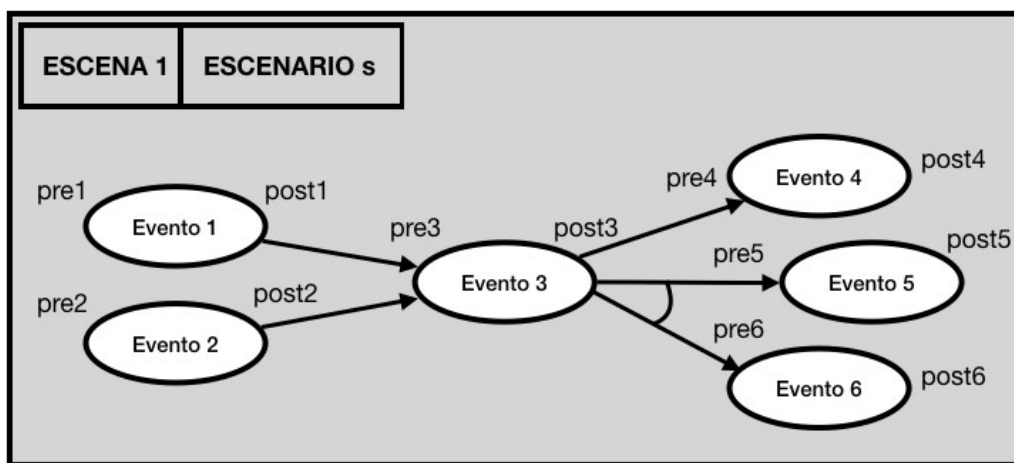 ESCENA 1
ESCENARIO s
pre1
Evento 1
post1
pre2
Evento 2
post2
pre3
Evento 3
post3
pre4
Evento 4
post4
pre5
Evento 5
post5
pre6
Evento 6
post6